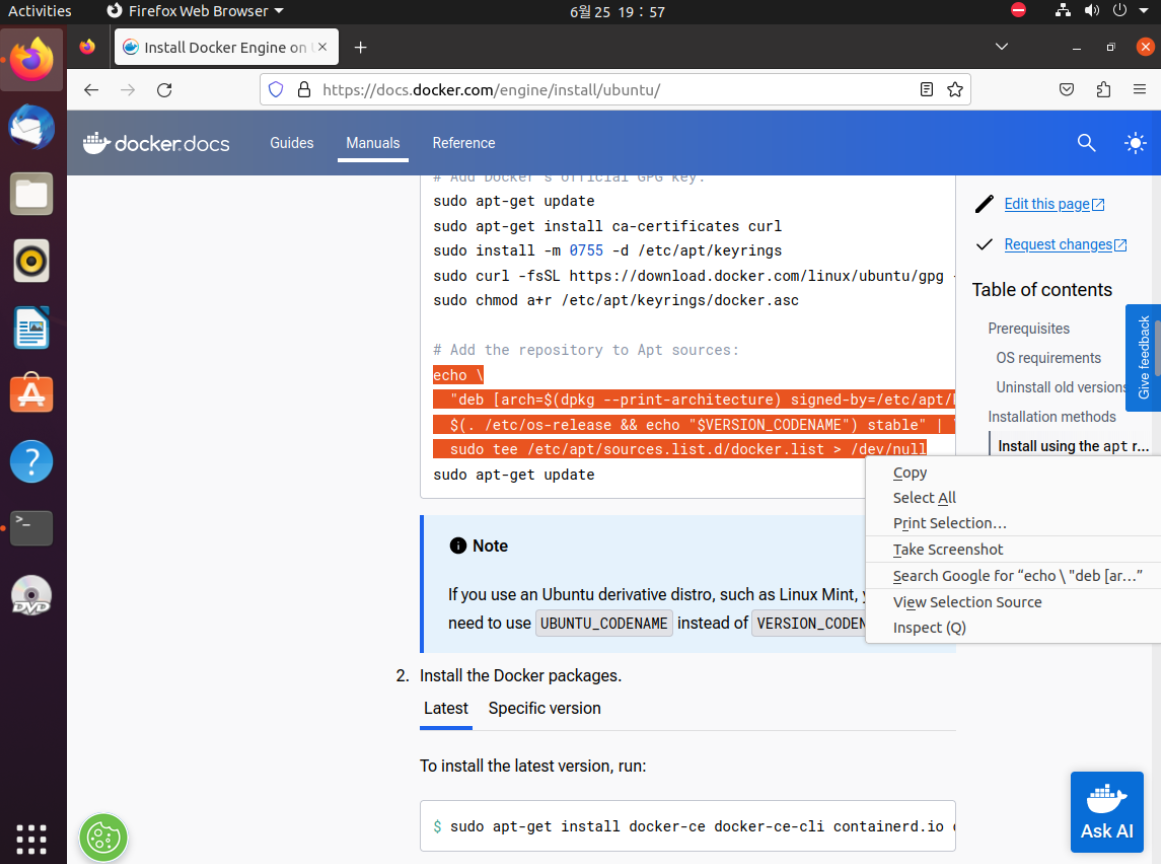 Activities
Firefox Web Browser
6월 25 19 : 57
Install Docker Engine on
https://docs.docker.com/engine/install/ubuntu/
docker.docs
Guides
Manuals
Reference
# Add Docker's official GPG key:
sudo apt-get update
sudo apt-get install ca-certificates curl
sudo install -m 0755 -d /etc/apt/keyrings
sudo curl -fsSL https://download.docker.com/linux/ubuntu/gpg
sudo chmod a+r /etc/apt/keyrings/docker.asc
# Add the repository to Apt sources:
echo \
"deb [arch=$(dpkg --print-architecture) signed-by=/etc/apt/
$(. /etc/os-release && echo "$VERSION_CODENAME") stable" |
sudo tee /etc/apt/sources.list.d/docker.list > /dev/null
sudo apt-get update
Edit this page
Request changes
Table of contents
Prerequisites
OS requirements
Uninstall old versions
Installation methods
Install using the apt r...
Give feedback
Copy
Select All
Print Selection...
Take Screenshot
Search Google for “echo \ "deb [ar...”
View Selection Source
Inspect (Q)
Note
If you use an Ubuntu derivative distro, such as Linux Mint,
need to use UBUNTU_CODENAME instead of VERSION_CODEN
2. Install the Docker packages.
Latest
Specific version
To install the latest version, run:
$ sudo apt-get install docker-ce docker-ce-cli containerd.io
Ask AI
DVD